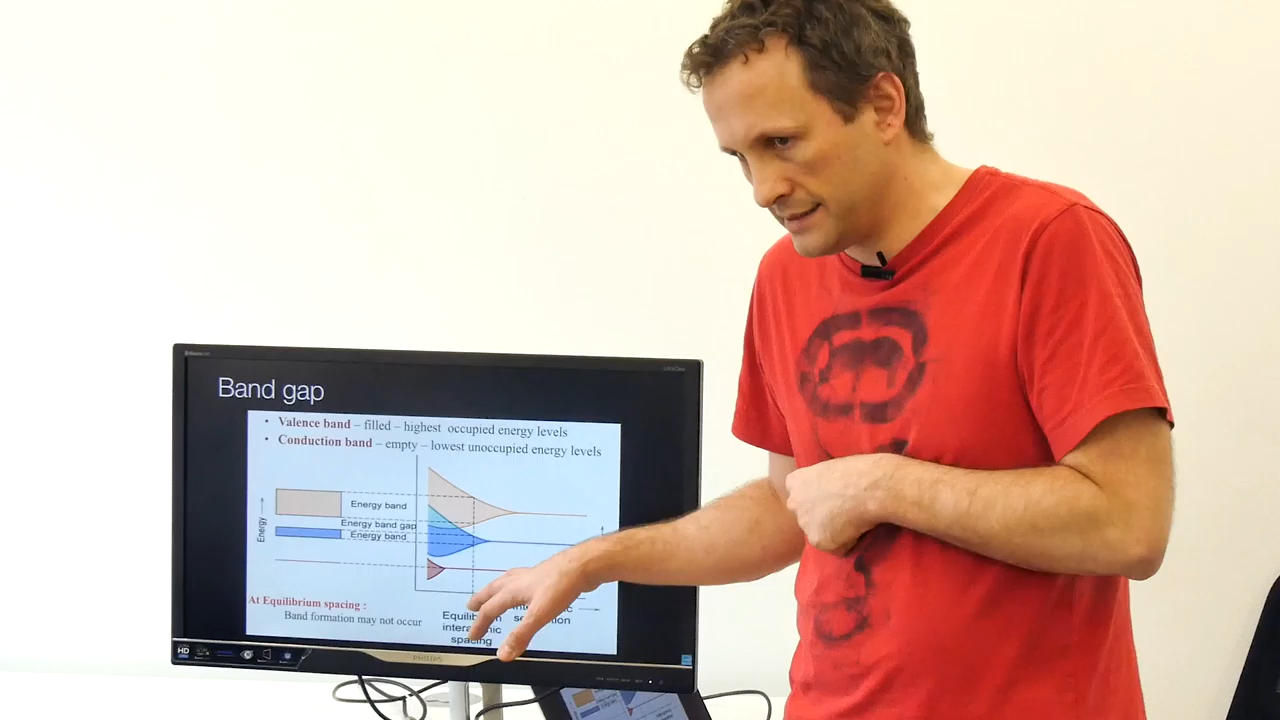 Band gap
• Valence band – filled – highest occupied energy levels
• Conduction band – empty – lowest unoccupied energy levels
Energy band
Energy band gap
Energy band
Energy
At Equilibrium spacing :
Band formation may not occur
spacing
HD
PHILIPS